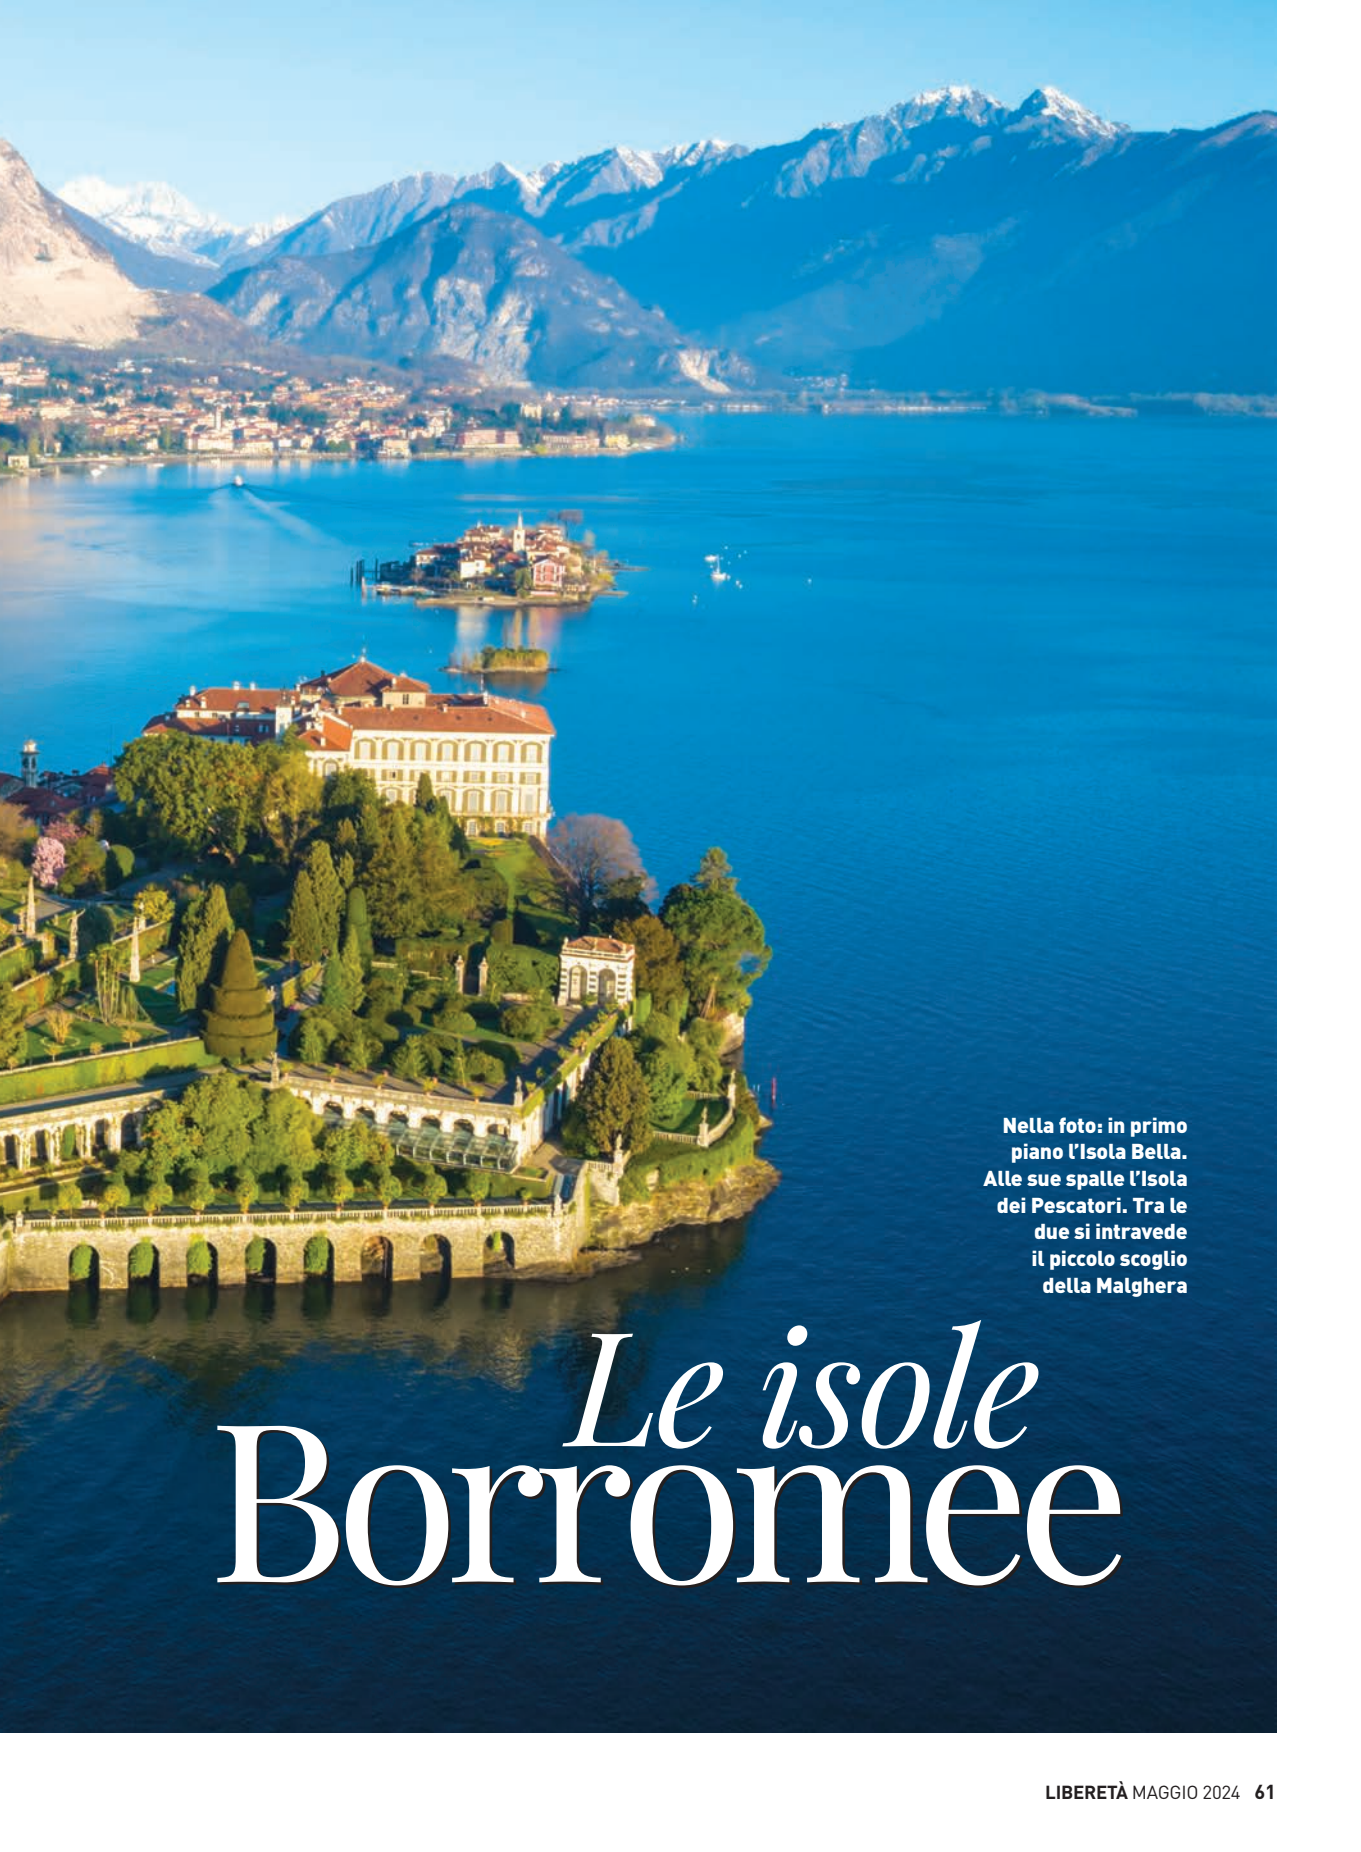 Nella foto: in primo
piano l'Isola Bella.
Alle sue spalle l'Isola
dei Pescatori. Tra le
due si intravede
il piccolo scoglio
della Malghera
Le isole
Borromee
LIBERETÀ MAGGIO 2024 61